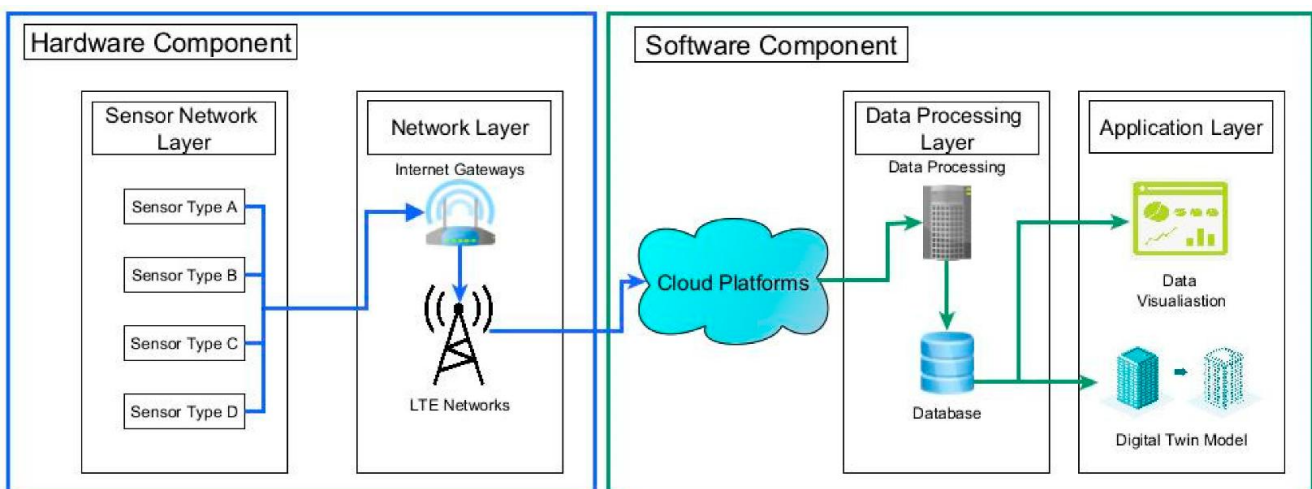 Hardware Component
Sensor Network
Layer
Sensor Type A
Sensor Type B
Sensor Type C
Sensor Type D
Network Layer
Internet Gateways
LTE Networks
Software Component
Cloud Platforms
Data Processing
Layer
Data Processing
Database
Application Layer
Data
Visualiastion
Digital Twin Model